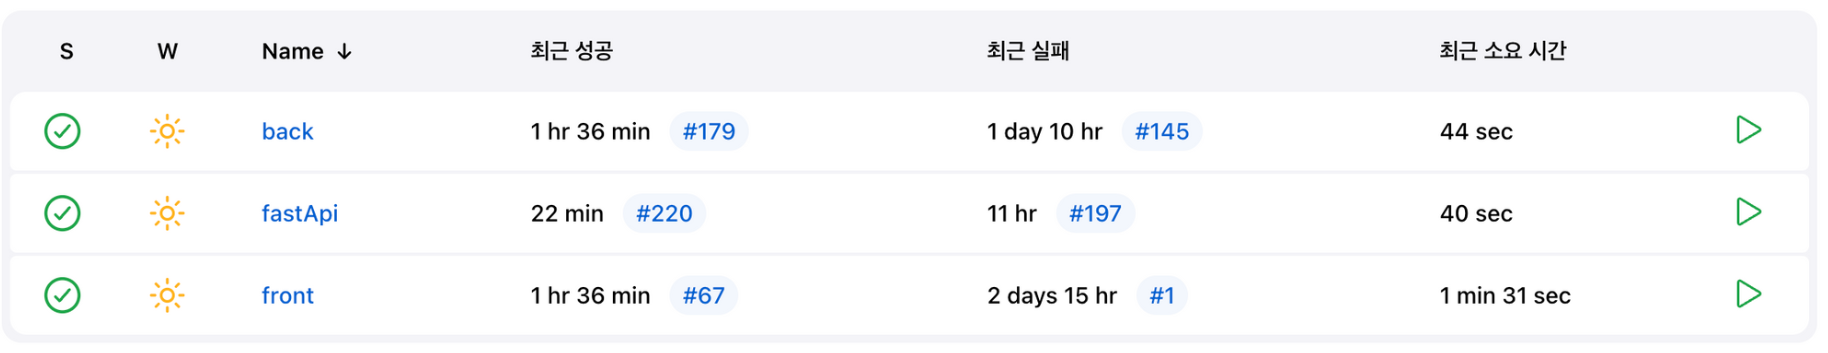 S W Name ↓ 최근 성공 최근 실패 최근 소요 시간
back 1 hr 36 min #179 1 day 10 hr #145 44 sec
fastApi 22 min #220 11 hr #197 40 sec
front 1 hr 36 min #67 2 days 15 hr #1 1 min 31 sec